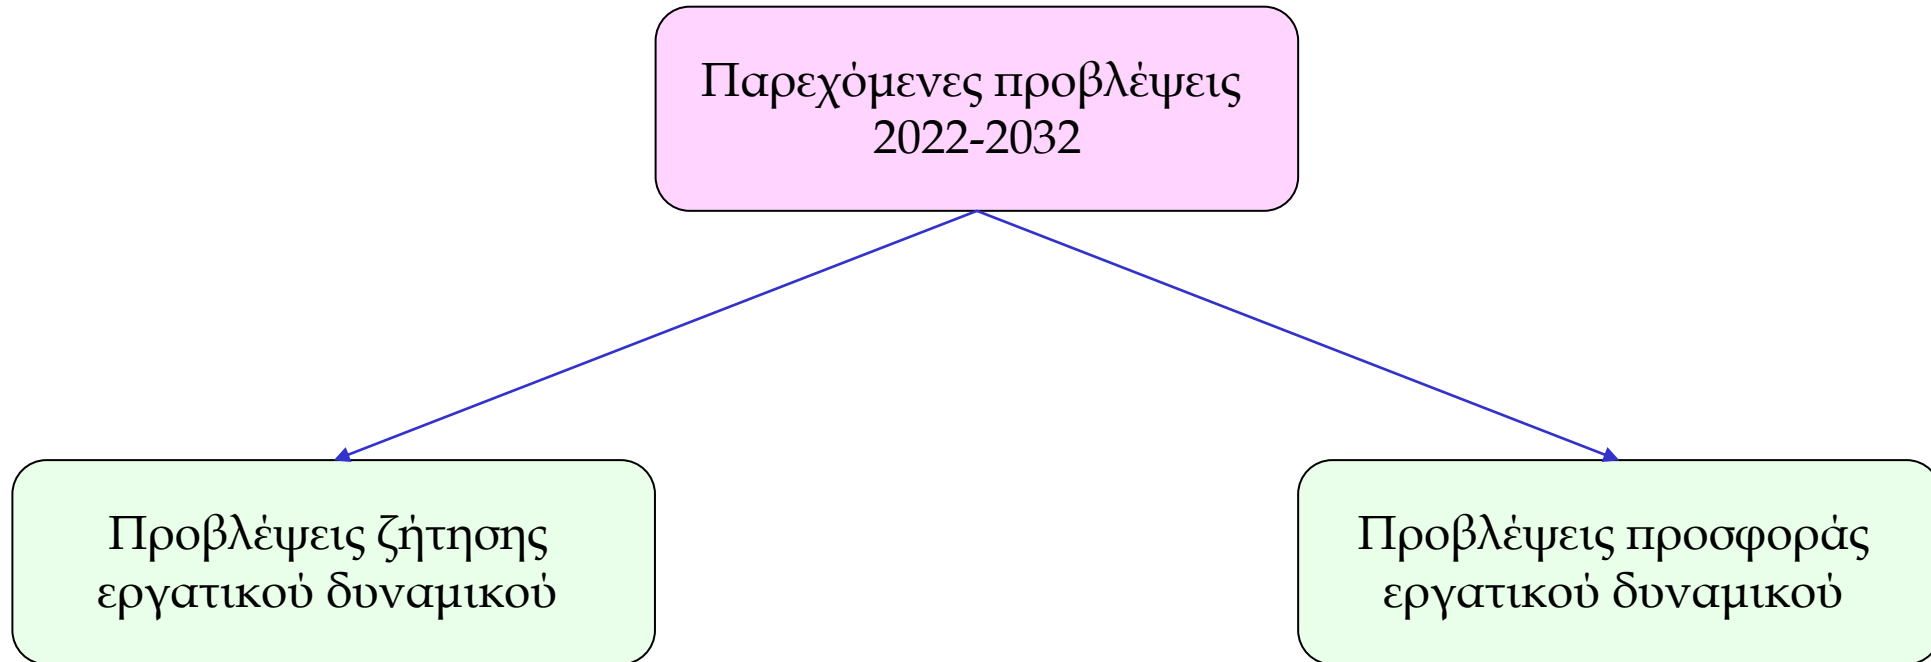 Παρεχόμενες προβλέψεις
2022-2032
Προβλέψεις ζήτησης
εργατικού δυναμικού
Προβλέψεις προσφοράς
εργατικού δυναμικού